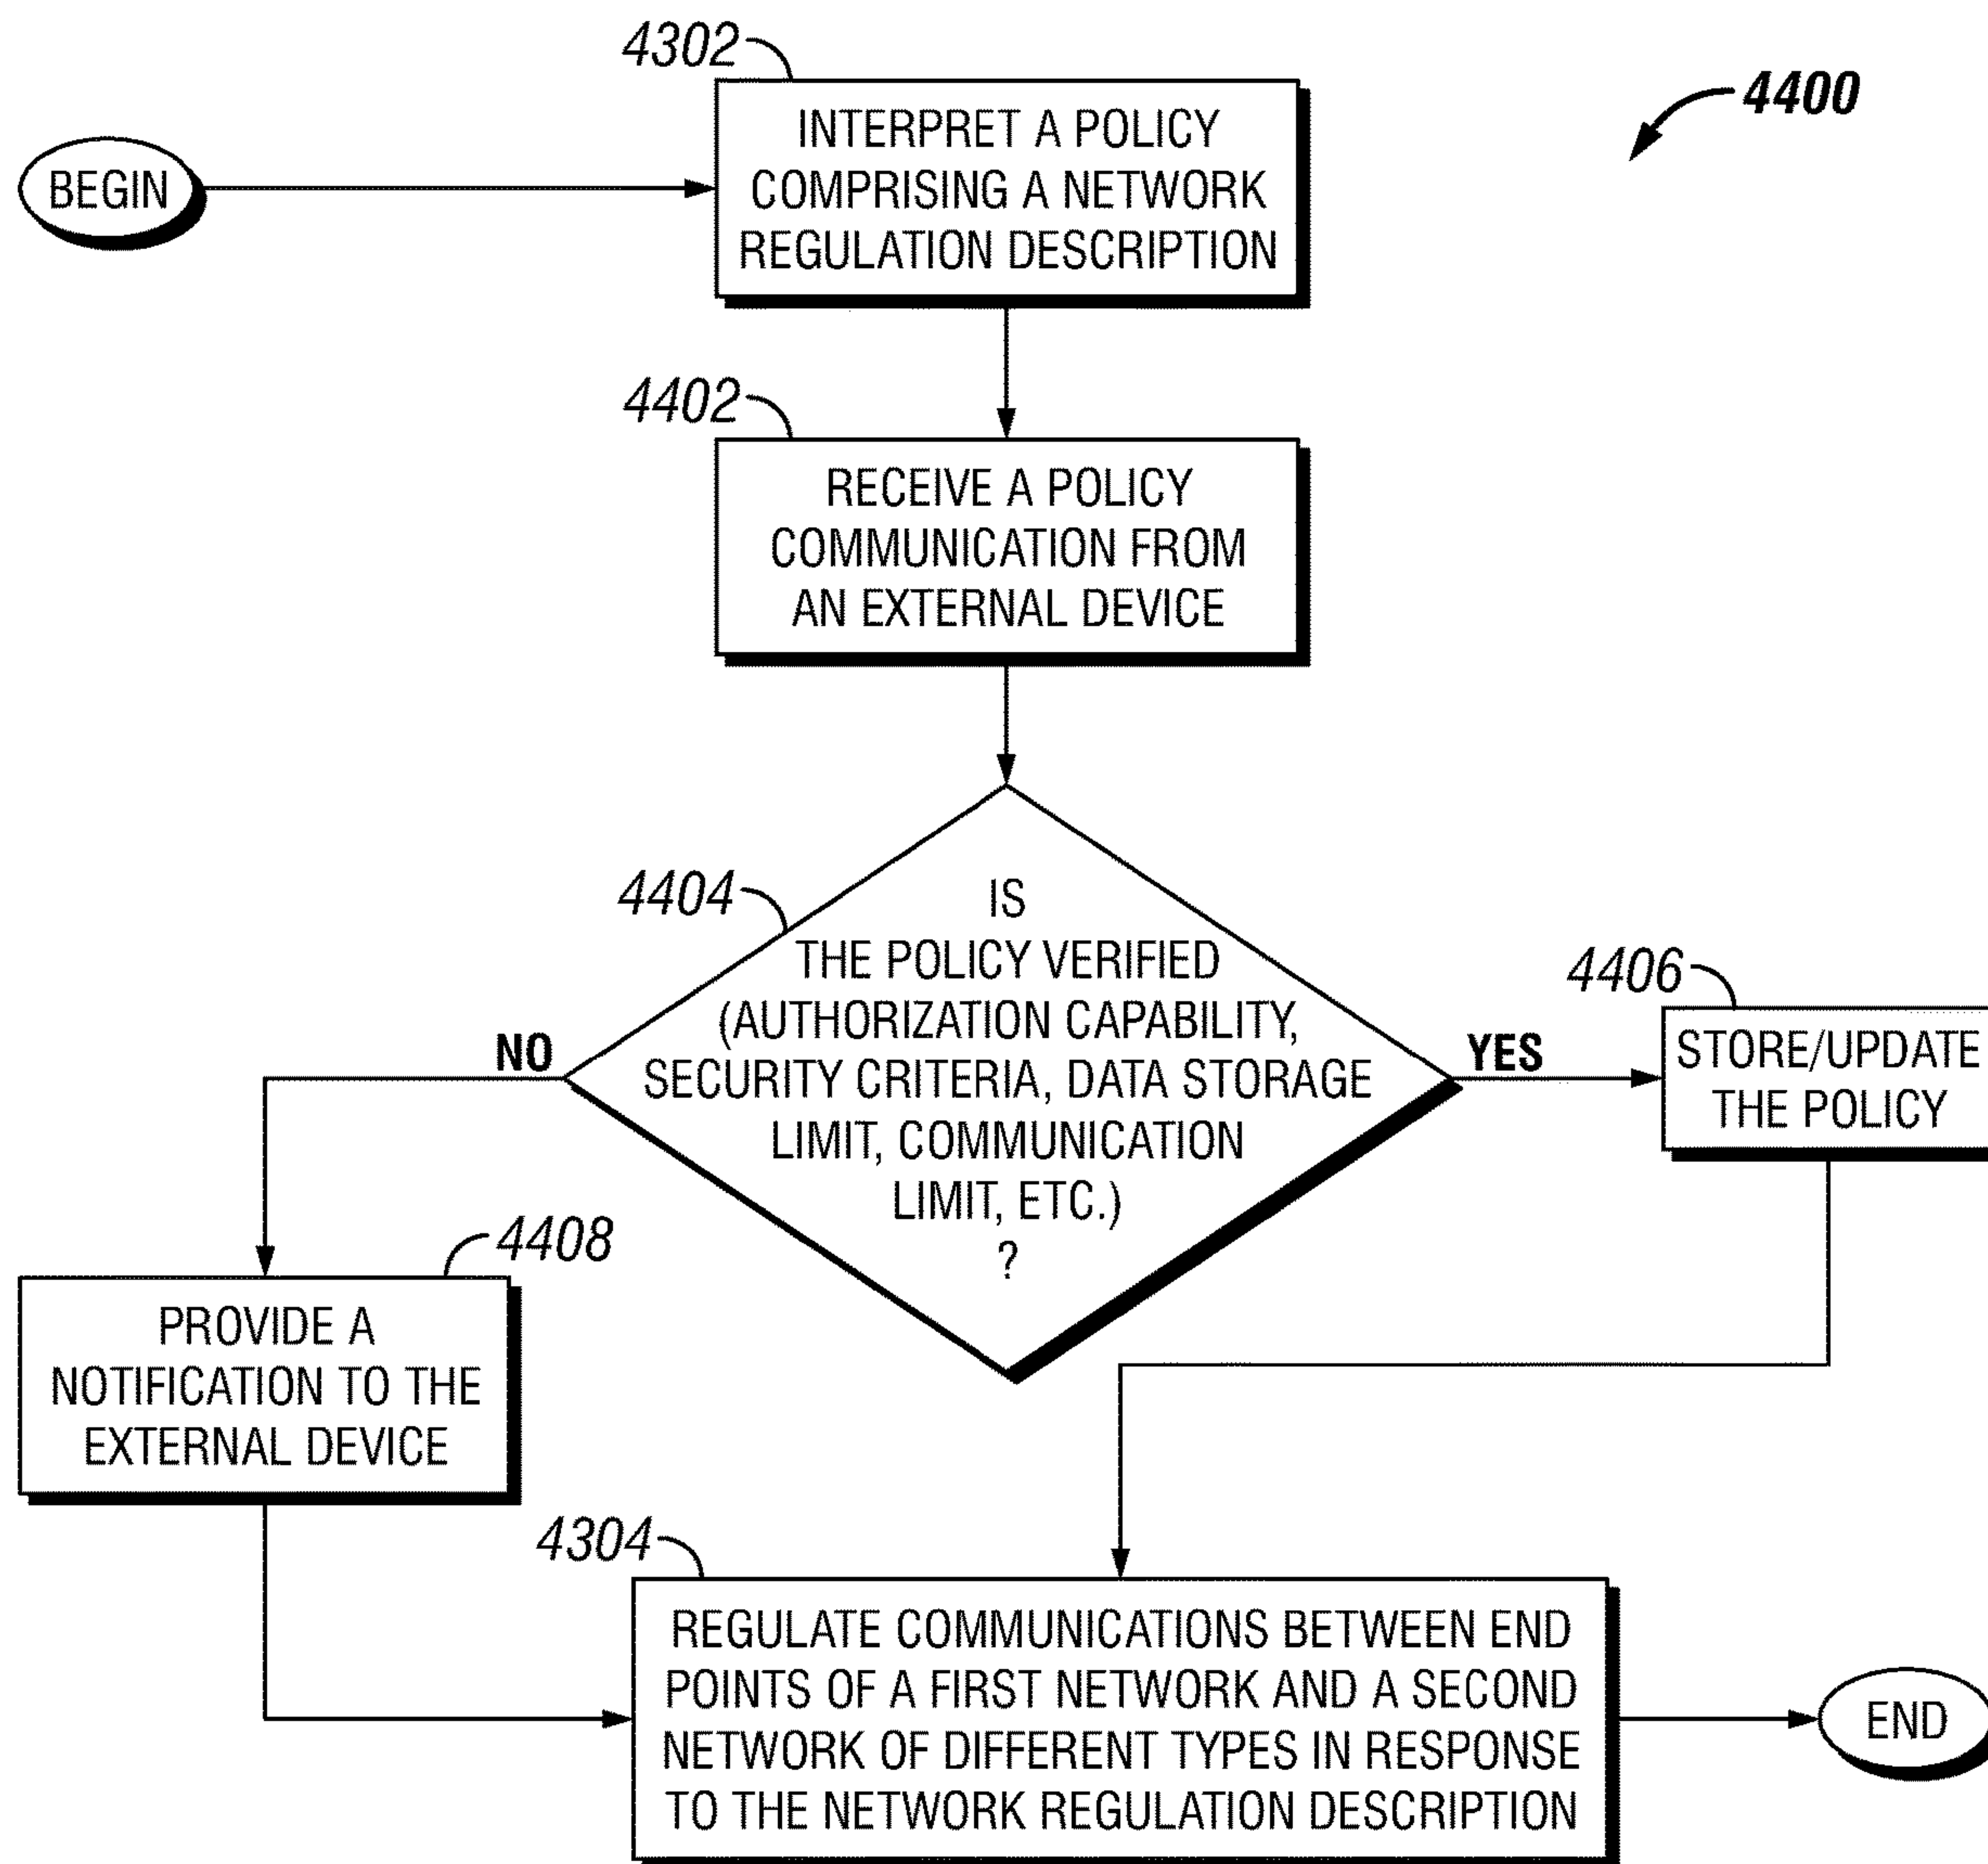 4302
4400
BEGIN
INTERPRET A POLICY
COMPRISING A NETWORK
REGULATION DESCRIPTION
4402
RECEIVE A POLICY
COMMUNICATION FROM
AN EXTERNAL DEVICE
4404
IS
THE POLICY VERIFIED
(AUTHORIZATION CAPABILITY,
SECURITY CRITERIA, DATA STORAGE
LIMIT, COMMUNICATION
LIMIT, ETC.)
?
NO
YES
4406
STORE/UPDATE
THE POLICY
4408
PROVIDE A
NOTIFICATION TO THE
EXTERNAL DEVICE
4304
REGULATE COMMUNICATIONS BETWEEN END
POINTS OF A FIRST NETWORK AND A SECOND
NETWORK OF DIFFERENT TYPES IN RESPONSE
TO THE NETWORK REGULATION DESCRIPTION
END